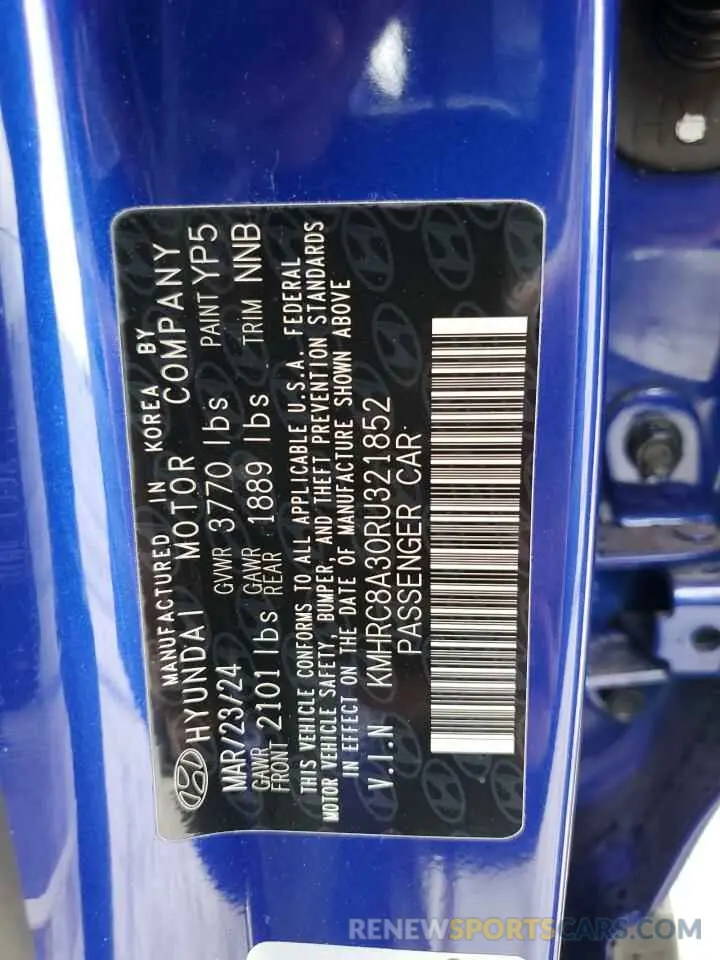 MANUFACTURED IN KOREA BY
HYUNDAI MOTOR COMPANY
MAR/23/24 GVWR 3770 lbs PAINT YP5
GAWR FRONT 2101 lbs GAWR REAR 1889 lbs TRIM NNB
THIS VEHICLE CONFORMS TO ALL APPLICABLE U.S.A. FEDERAL
MOTOR VEHICLE SAFETY, BUMPER, AND THEFT PREVENTION STANDARDS
IN EFFECT ON THE DATE OF MANUFACTURE SHOWN ABOVE
V.I.N KMHRC8A30RU321852
PASSENGER CAR
RENEWSPORTSCARS.COM